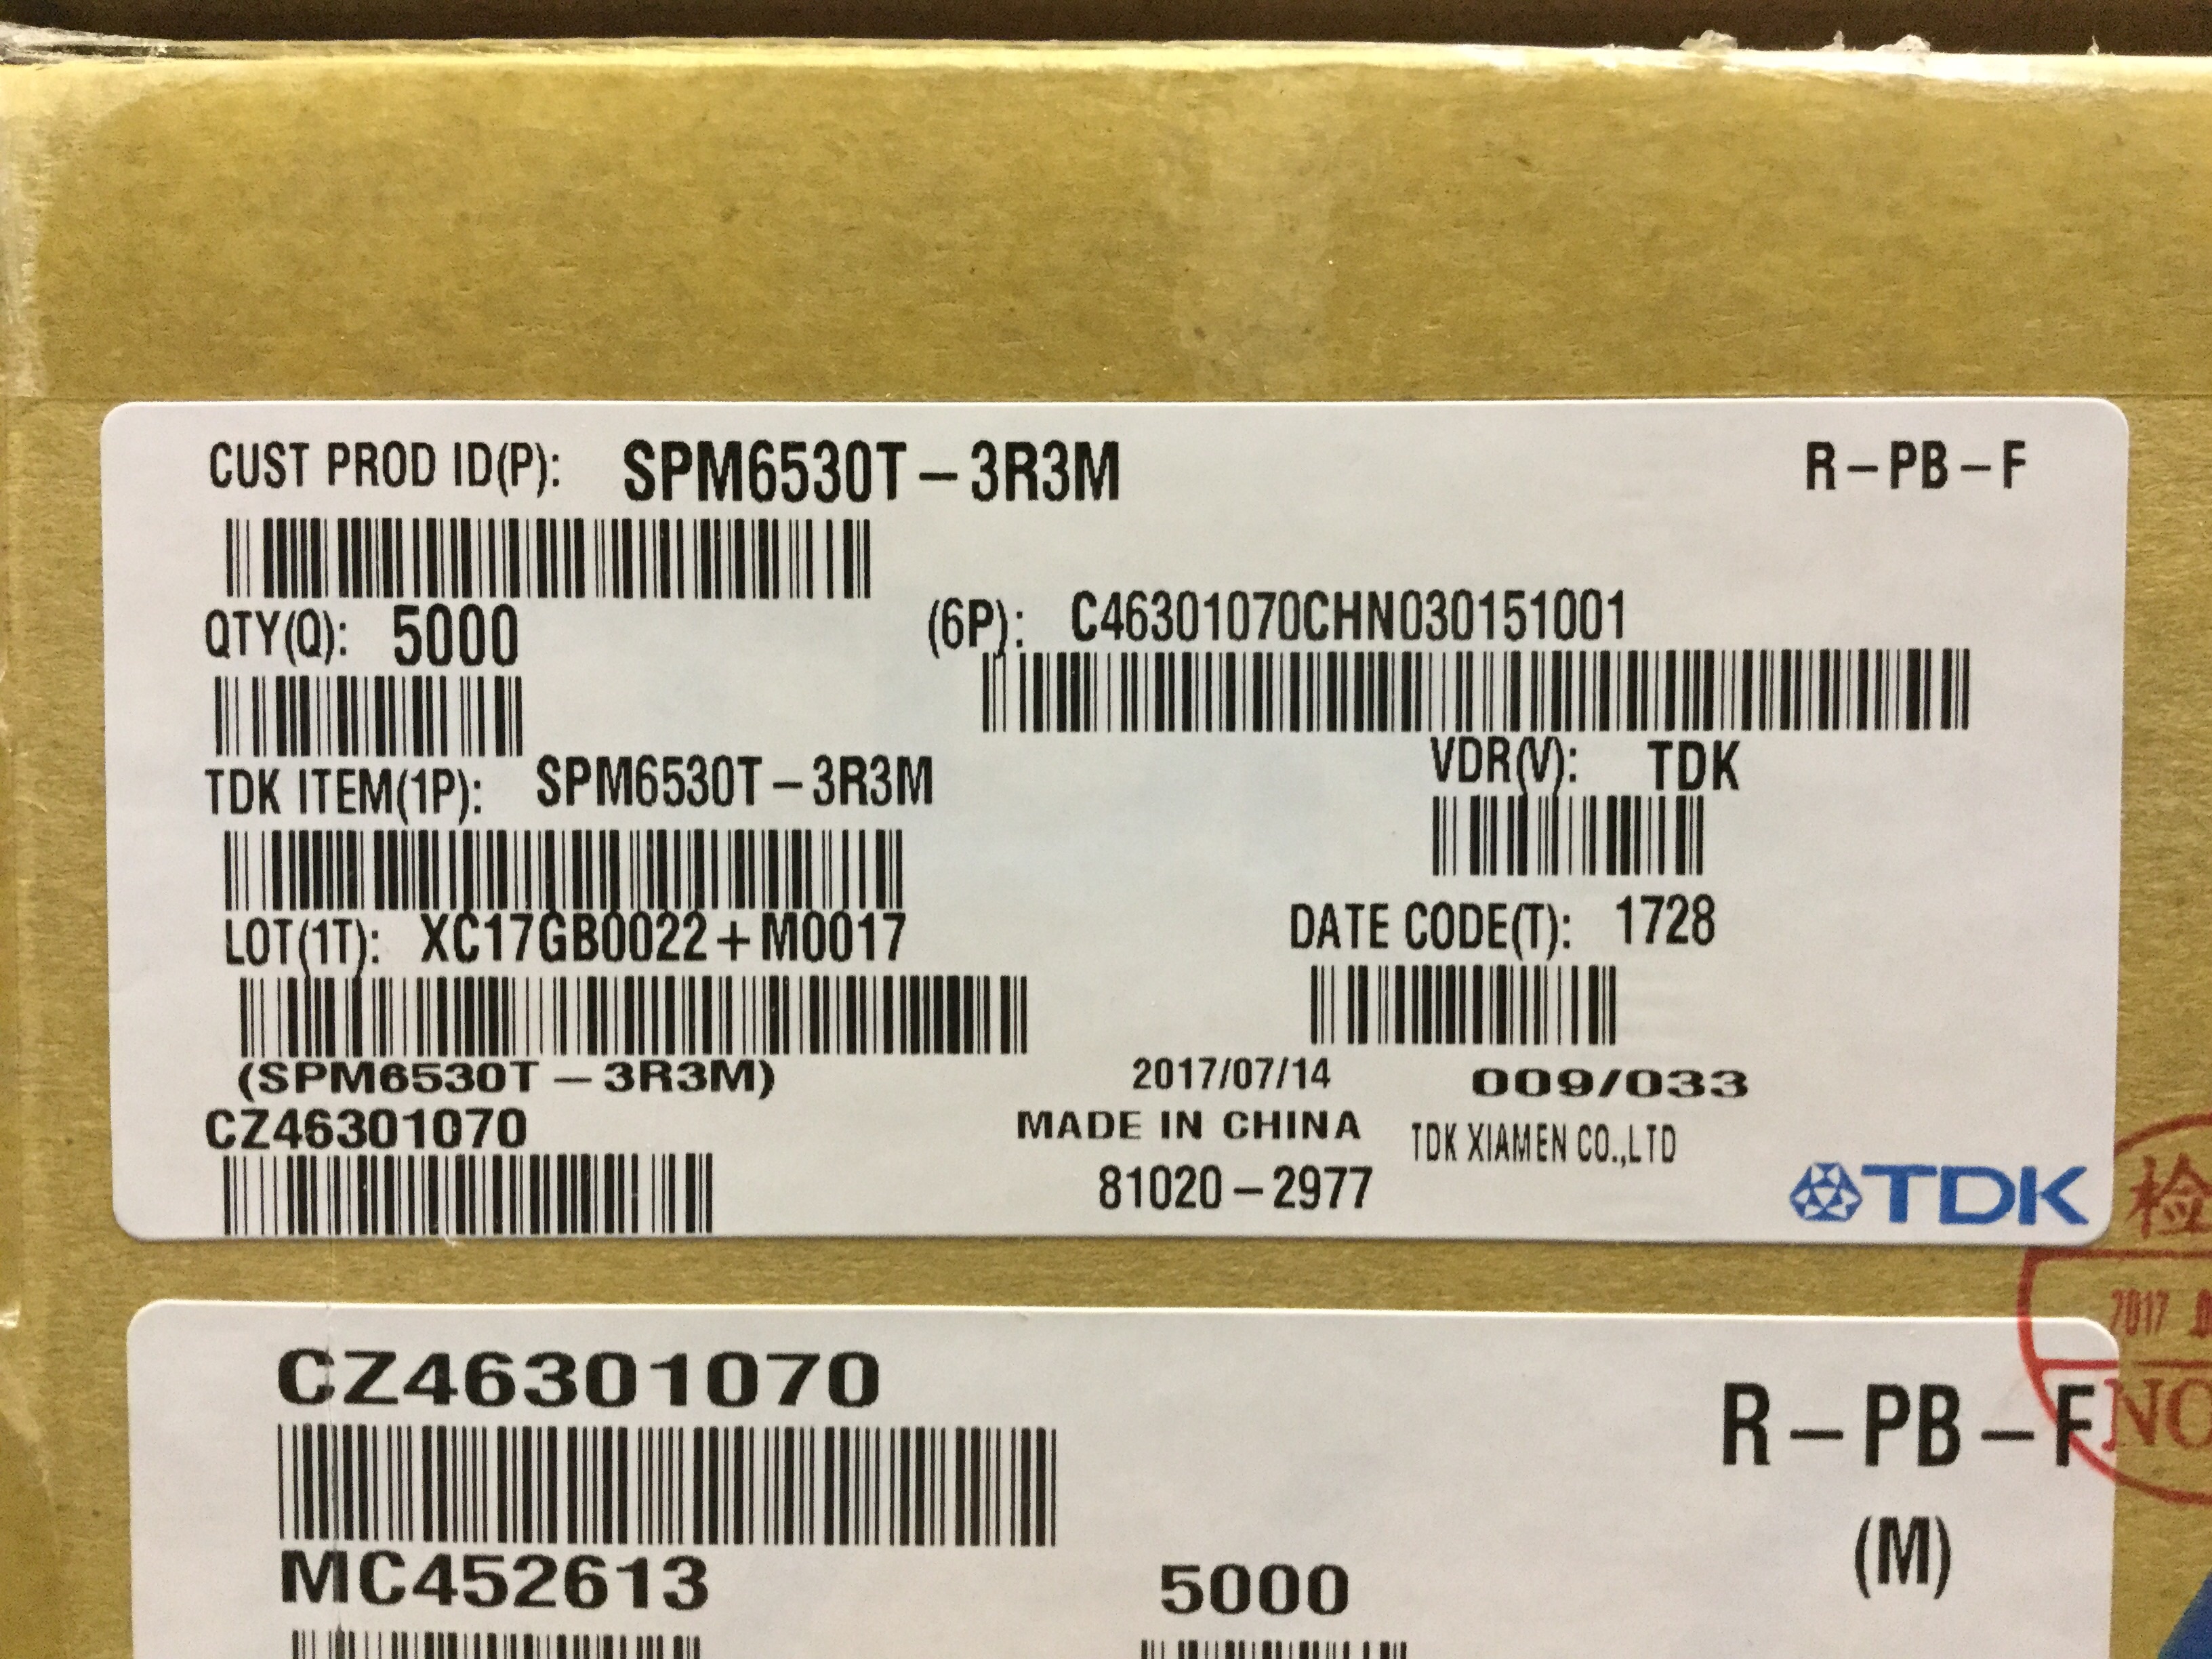 CUST PROD ID(P): SPM6530T-3R3M R-PB-F
QTY(Q): 5000 (6P): C46301070CHN030151001
TDK ITEM(1P): SPM6530T-3R3M VDR(V): TDK
LOT(1T): XC17GB0022+M0017 DATE CODE(T): 1728
(SPM6530T-3R3M) 2017/07/14 009/033
CZ46301070 MADE IN CHINA TDK XIAMEN CO.,LTD
81020-2977
TDK
检
2017
NO
CZ46301070
R-PB-F
MC452613 5000 (M)